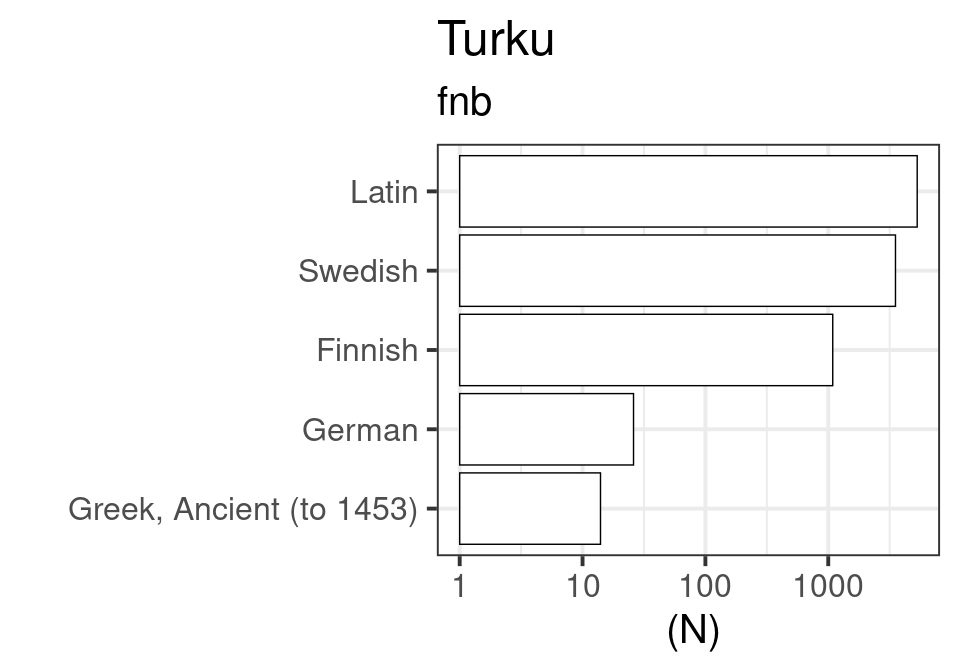 Turku
fnb
Latin
Swedish
Finnish
German
Greek, Ancient (to 1453)
1 10 100 1000
(N)